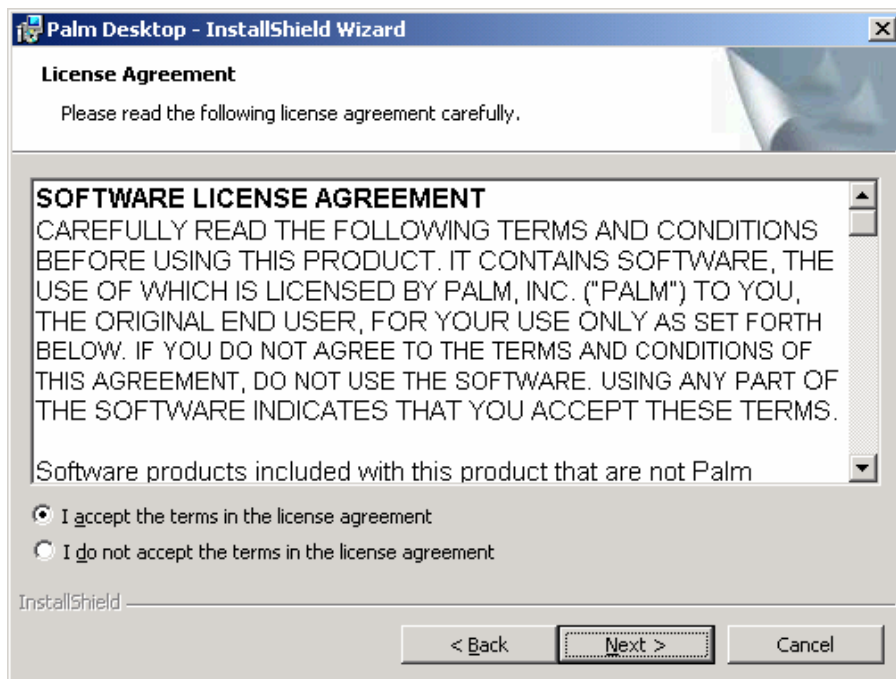 Palm Desktop - InstallShield Wizard
License Agreement
Please read the following license agreement carefully.
SOFTWARE LICENSE AGREEMENT
CAREFULLY READ THE FOLLOWING TERMS AND CONDITIONS
BEFORE USING THIS PRODUCT. IT CONTAINS SOFTWARE, THE
USE OF WHICH IS LICENSED BY PALM, INC. ("PALM") TO YOU,
THE ORIGINAL END USER, FOR YOUR USE ONLY AS SET FORTH
BELOW. IF YOU DO NOT AGREE TO THE TERMS AND CONDITIONS OF
THIS AGREEMENT, DO NOT USE THE SOFTWARE. USING ANY PART OF
THE SOFTWARE INDICATES THAT YOU ACCEPT THESE TERMS.
Software products included with this product that are not Palm
I accept the terms in the license agreement
I do not accept the terms in the license agreement
InstallShield
< Back Next > Cancel